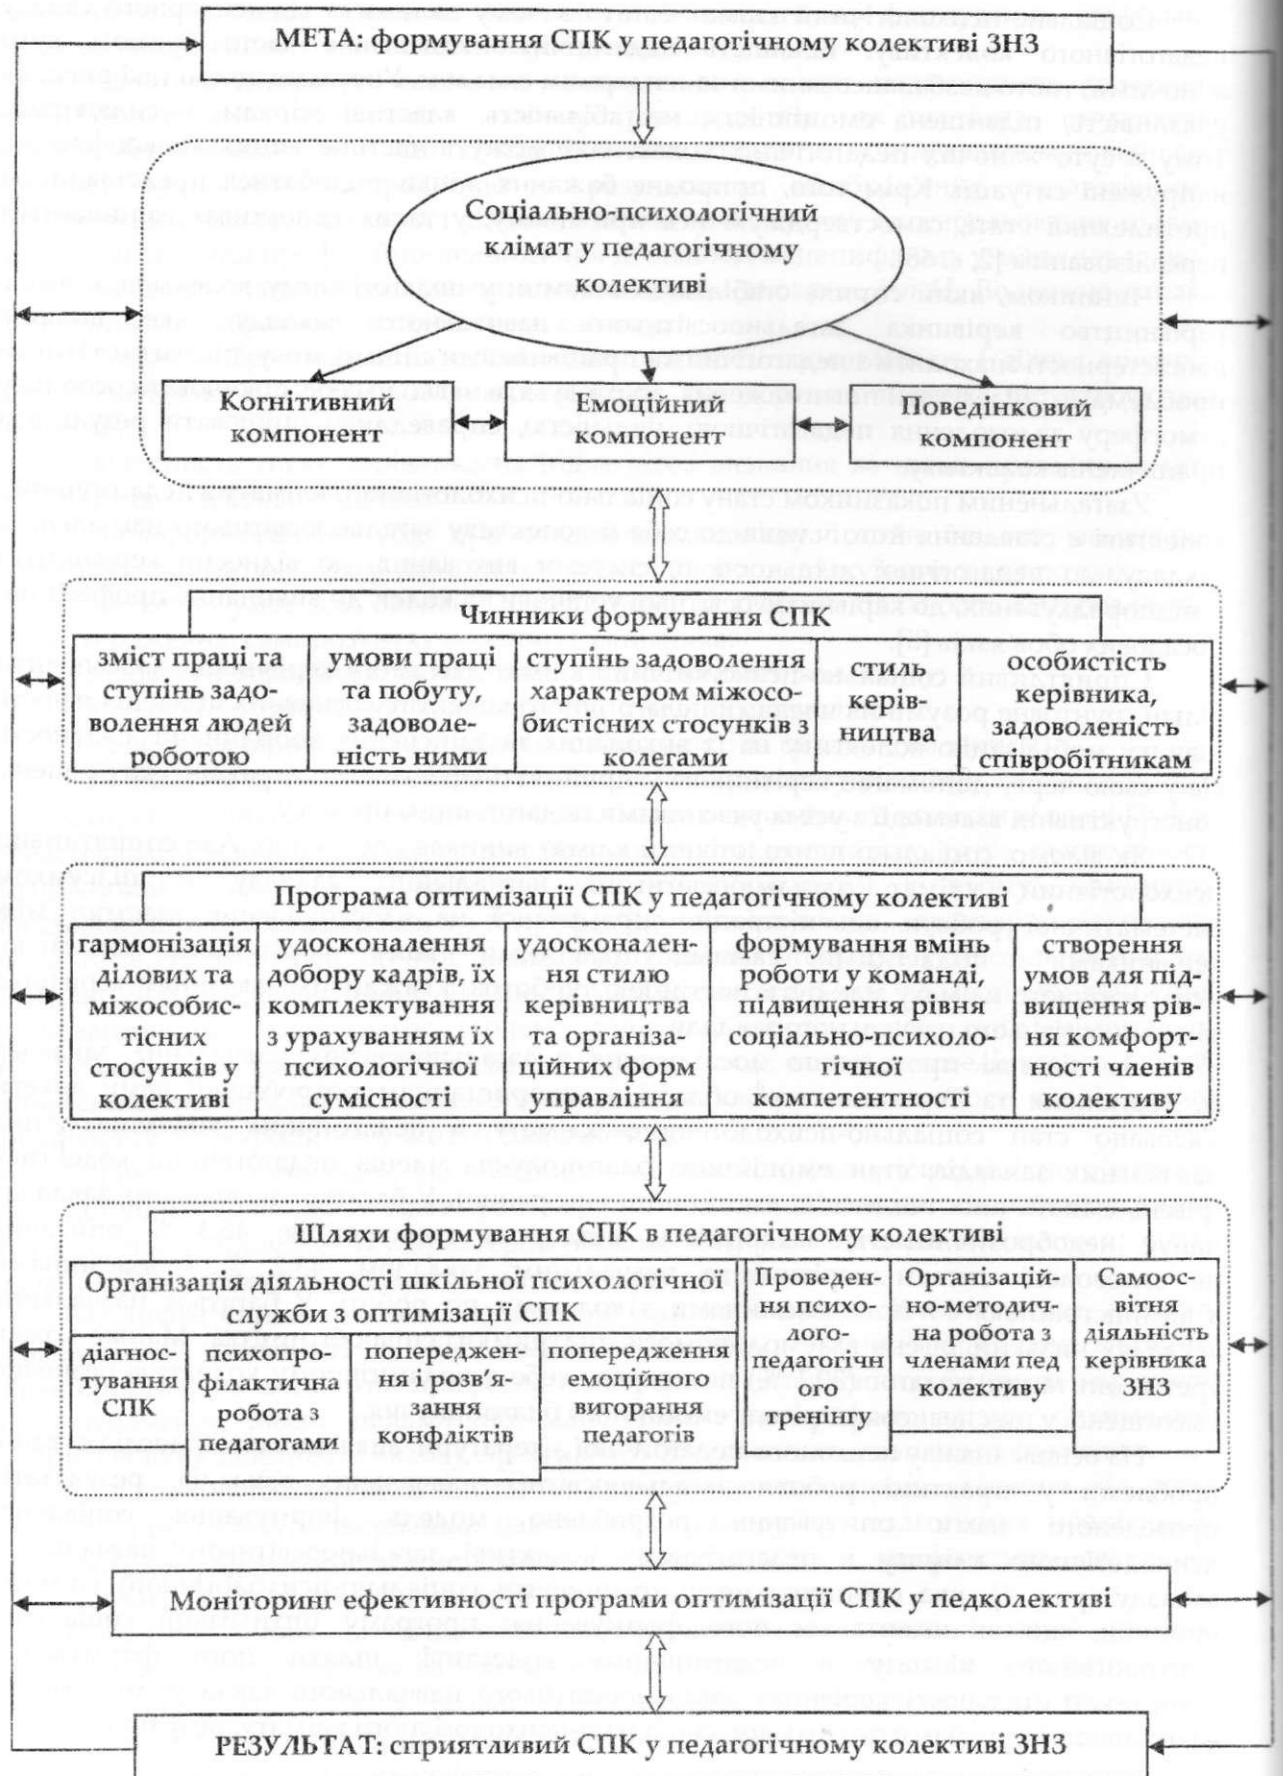 МЕТА: формування СПК у педагогічному колективі ЗНЗ
Соціально-психологічний
клімат у педагогічному
колективі
Когнітивний
компонент
Емоційний
компонент
Поведінковий
компонент
Чинники формування СПК
зміст праці та
ступінь задо-
волення людей
роботою
умови праці
та побуту,
задоволе-
ність ними
ступінь задоволення
характером міжосо-
бистісних стосунків з
колегами
стиль
керів-
ництва
особистість
керівника,
задоволеність
співробітникам
Програма оптимізації СПК у педагогічному колективі
гармонізація
ділових та
міжособис-
тісних
стосунків у
колективі
удосконалення
добору кадрів, їх
комплектування
з урахуванням їх
психологічної
сумісності
удосконален-
ня стилю
керівництва
та організа-
ційних форм
управління
формування вмінь
роботи у команді,
підвищення рівня
соціально-психоло-
гічної
компетентності
створення
умов для під-
вищення рів-
ня комфорт-
ності членів
колективу
Шляхи формування СПК в педагогічному колективі
Організація діяльності шкільної психологічної
служби з оптимізації СПК
діагнос-
тування
СПК
психопро-
філактична
робота з
педагогами
попереджен-
ня і розв'я-
зання
конфліктів
попередження
емоційного
вигорання
педагогів
Проведен-
ня психо-
лого-
педагогічн
ого
тренінгу
Організацій-
но-методич-
на робота з
членами пед
колективу
Самоос-
вітня
діяльність
керівника
ЗНЗ
Моніторинг ефективності програми оптимізації СПК у педколективі
РЕЗУЛЬТАТ: сприятливий СПК у педагогічному колективі ЗНЗ